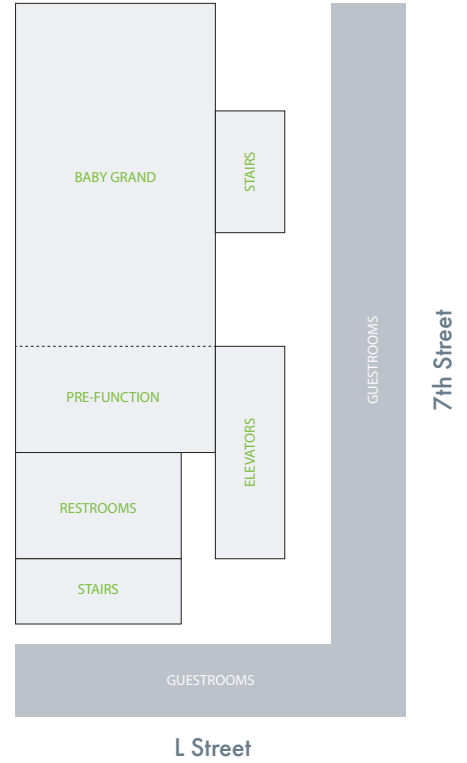 BABY GRAND
STAIRS
GUESTROOMS
7th Street
PRE-FUNCTION
ELEVATORS
RESTROOMS
STAIRS
GUESTROOMS
L Street